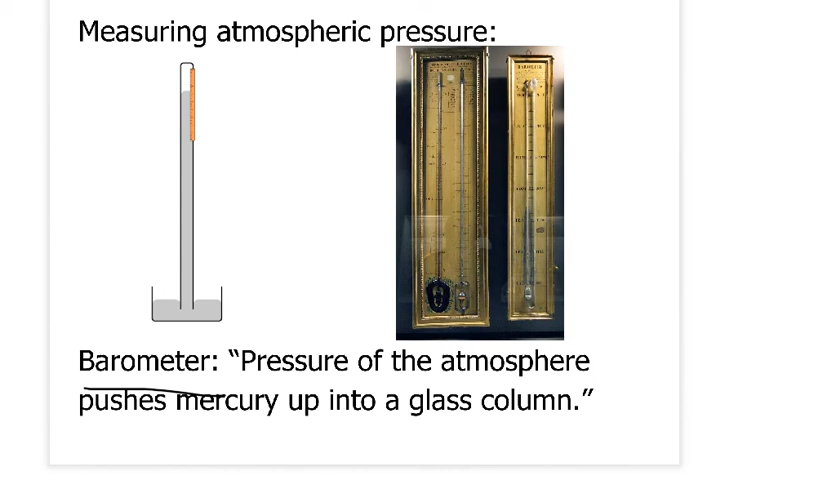 Measuring atmospheric pressure:
Barometer: “Pressure of the atmosphere
pushes mercury up into a glass column.”